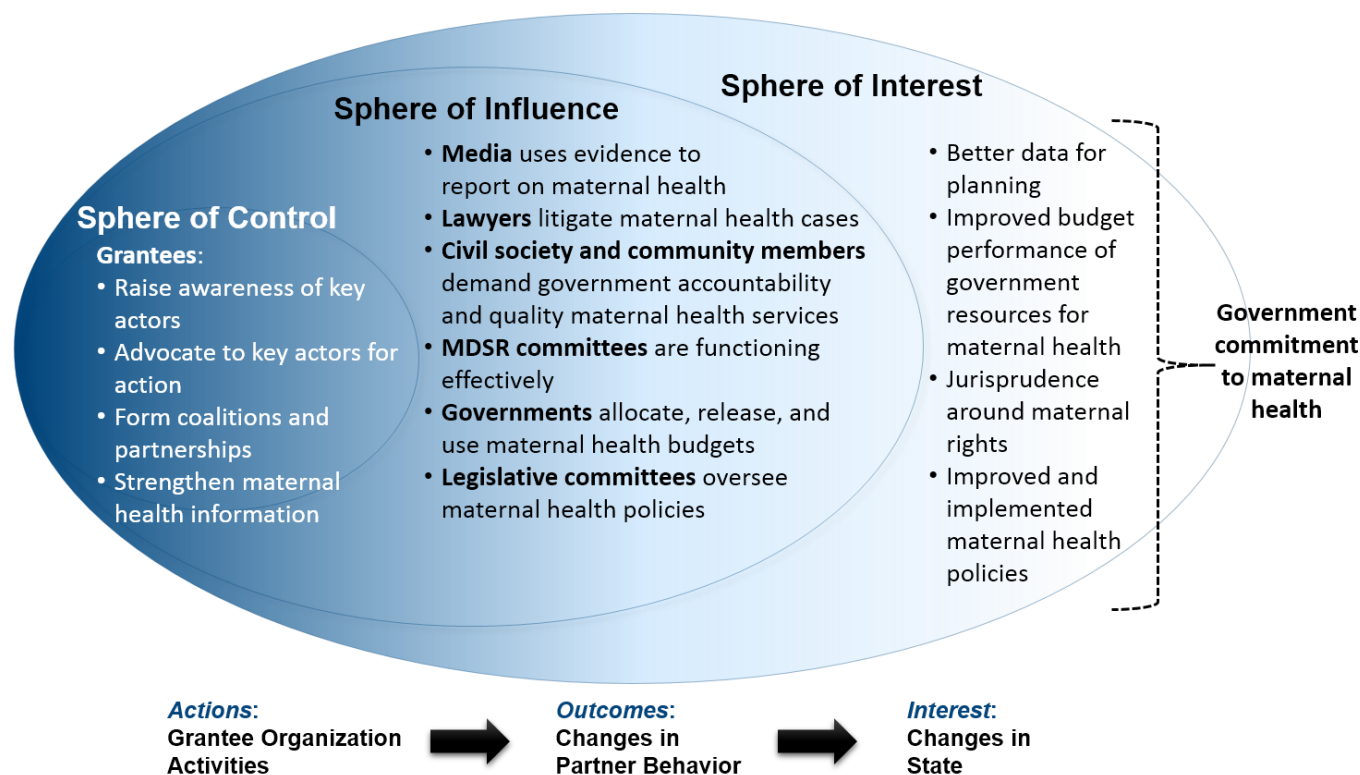 Sphere of Control
Grantees:
• Raise awareness of key
actors
• Advocate to key actors for
action
• Form coalitions and
partnerships
• Strengthen maternal
health information
Sphere of Influence
• Media uses evidence to
report on maternal health
• Lawyers litigate maternal health cases
• Civil society and community members
demand government accountability
and quality maternal health services
• MDSR committees are functioning
effectively
• Governments allocate, release, and
use maternal health budgets
• Legislative committees oversee
maternal health policies
Sphere of Interest
• Better data for
planning
• Improved budget
performance of
government
resources for
maternal health
• Jurisprudence
around maternal
rights
• Improved and
implemented
maternal health
policies
Government
commitment
to maternal
health
Actions:
Grantee Organization
Activities
Outcomes:
Changes in
Partner Behavior
Interest:
Changes in
State